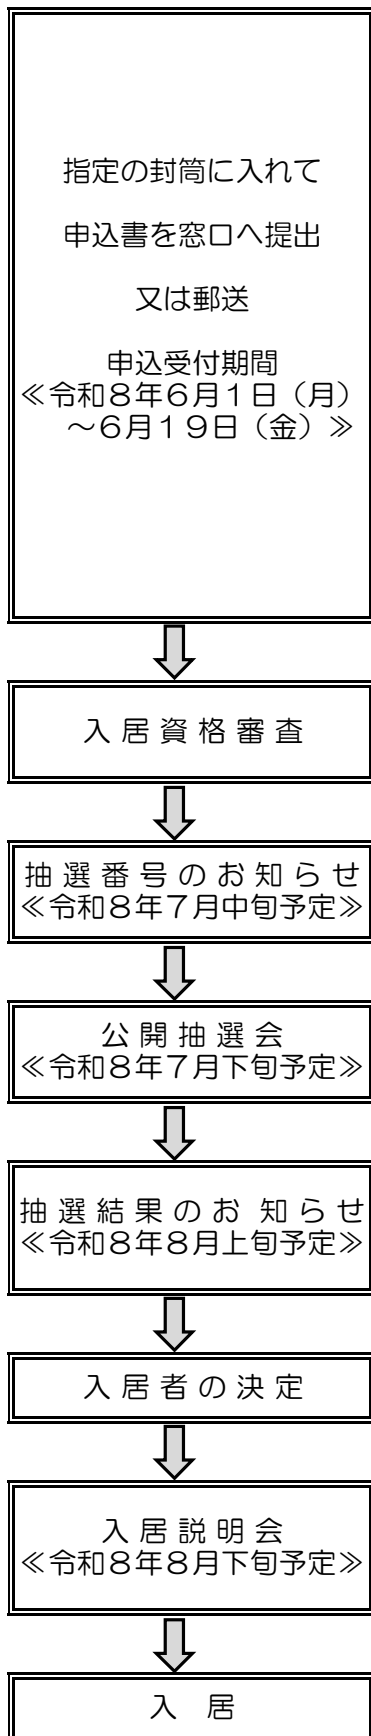 指定の封筒に入れて
申込書を窓口へ提出
又は郵送
申込受付期間
≪令和８年６月１日（月）
～６月１９日（金）≫
入居資格審査
抽選番号のお知らせ
≪令和８年７月中旬予定≫
公開抽選会
≪令和８年７月下旬予定≫
抽選結果のお 知らせ
≪令和８年８月上旬予定≫
入居者の決定
入居説明会
≪令和８年８月下旬予定≫
入　居